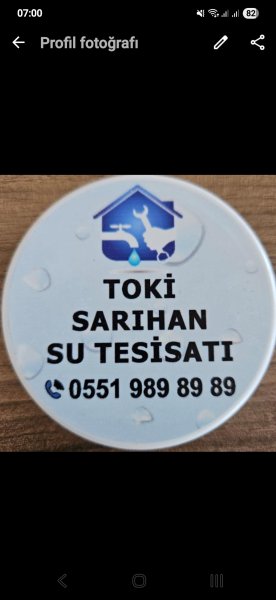 07:00
82
Profil fotoğrafı
TOKİ
SARIHAN
SU TESİSATI
0551 989 89 89